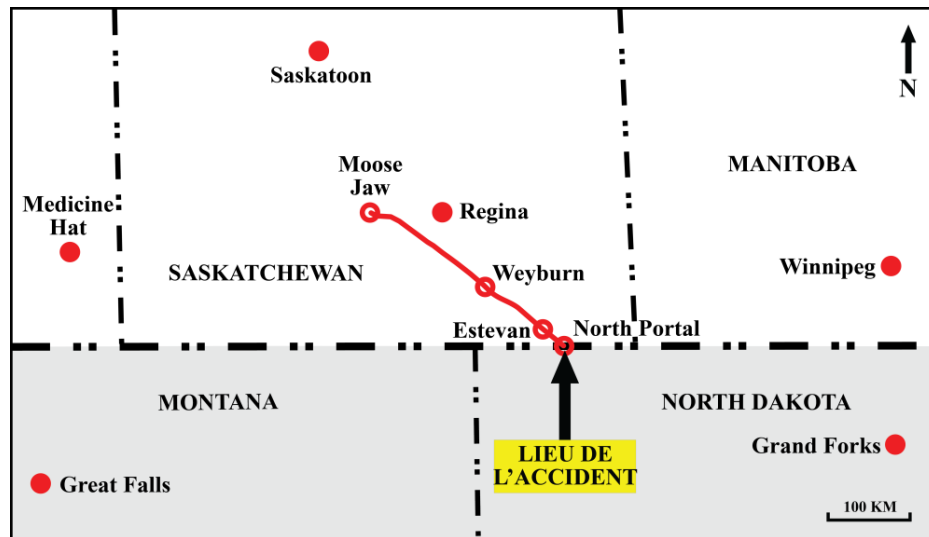 Saskatoon
N
Moose
Jaw
MANITOBA
Medicine
Hat
Regina
SASKATCHEWAN
Weyburn
Winnipeg
Estevan
North Portal
MONTANA
NORTH DAKOTA
LIEU DE
L'ACCIDENT
Grand Forks
Great Falls
100 KM